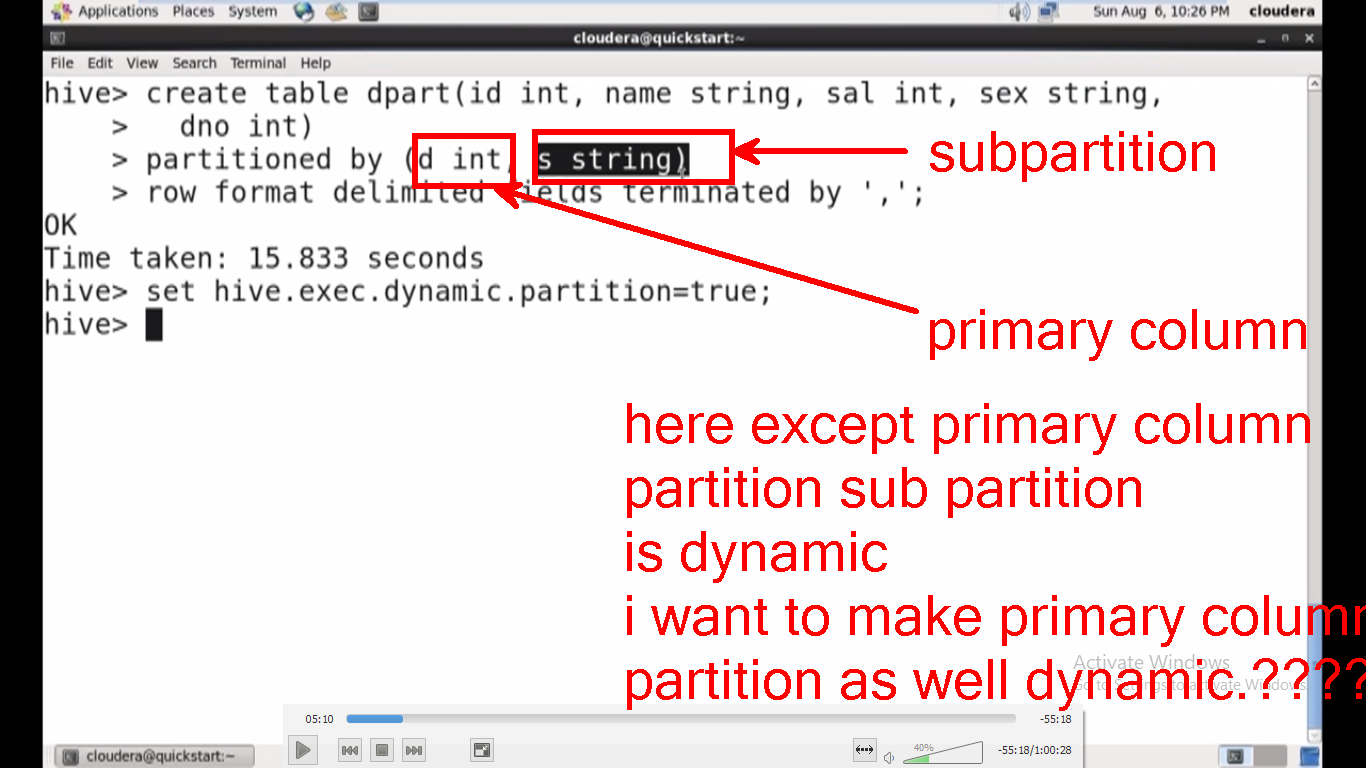 Applications Places System Sun Aug 6, 10:26 PM cloudera
cloudera@quickstart:~
File Edit View Search Terminal Help
hive> create table dpart(id int, name string, sal int, sex string,
> dno int)
> partitioned by (d int, s string)
subpartition
> row format delimited fields terminated by ',';
OK
Time taken: 15.833 seconds
hive> set hive.exec.dynamic.partition=true;
hive>
primary column
here except primary column
partition sub partition
is dynamic
i want to make primary column
partition as well dynamic.????
Activate Windows
Go to Settings to activate Windows.
05:10 -55:18
40% -55:18/1:00:28
cloudera@quickstart:~